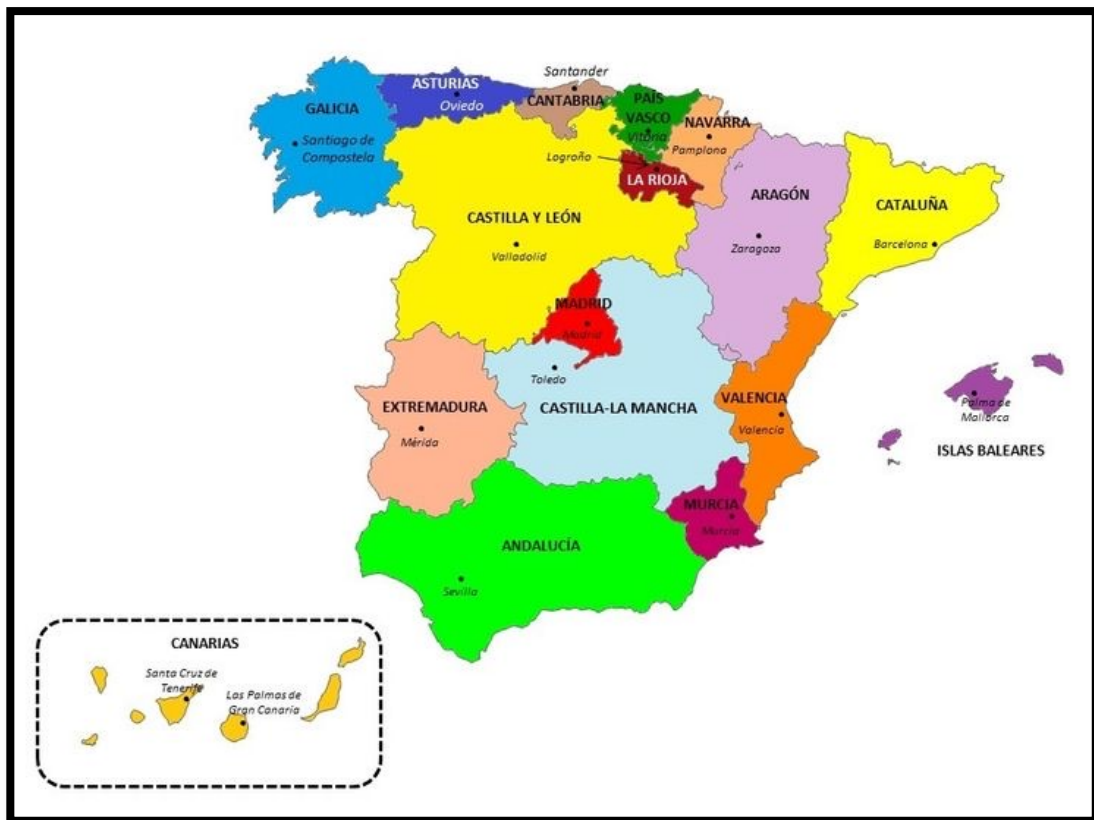 Santander
ASTURIAS
Oviedo
CANTABRIA
PAÍS
VASCO
Vitoria
GALICIA
Santiago de
Compostela
NAVARRA
Pamplona
Logroño
LA RIOJA
ARAGÓN
Zaragoza
CATALUÑA
Barcelona
CASTILLA Y LEÓN
Valladolid
MADRID
Madrid
Toledo
CASTILLA-LA MANCHA
EXTREMADURA
Mérida
VALENCIA
Valencia
Palma de
Mallorca
ISLAS BALEARES
MURCIA
Murcia
ANDALUCÍA
Sevilla
CANARIAS
Santa Cruz de
Tenerife
Las Palmas de
Gran Canaria